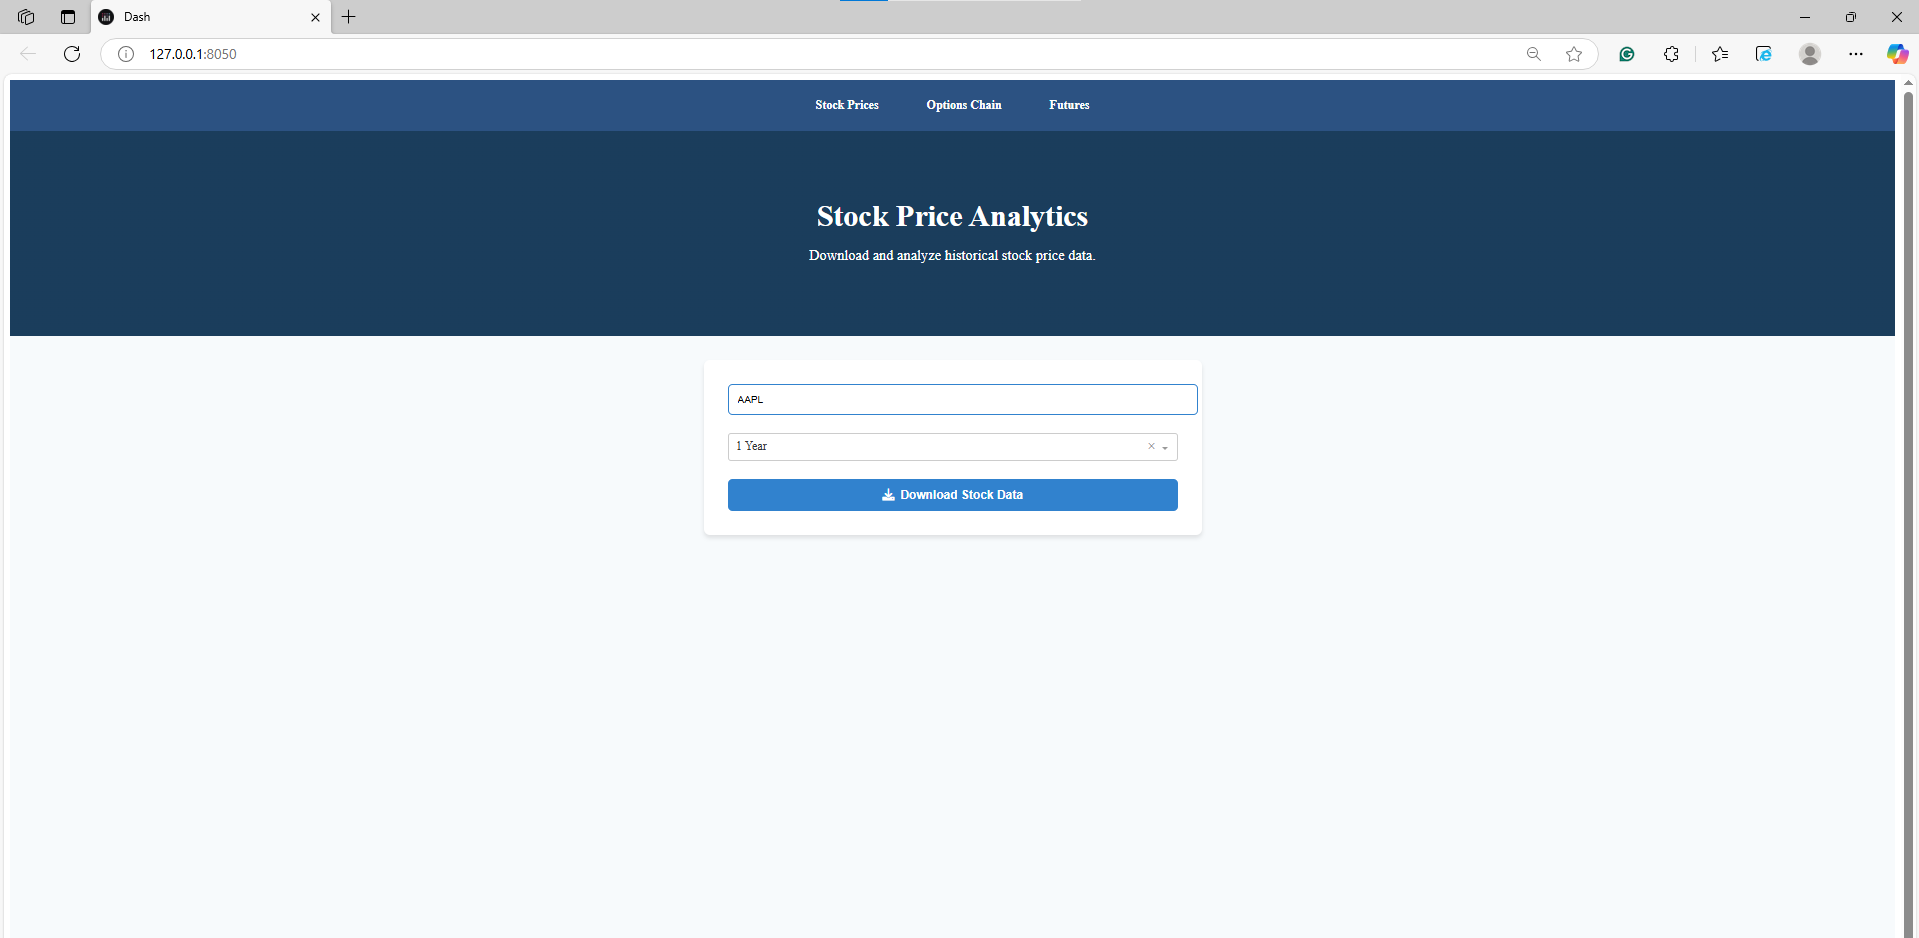 Dash
127.0.0.1:8050
Stock Prices Options Chain Futures
Stock Price Analytics
Download and analyze historical stock price data.
AAPL
1 Year
Download Stock Data